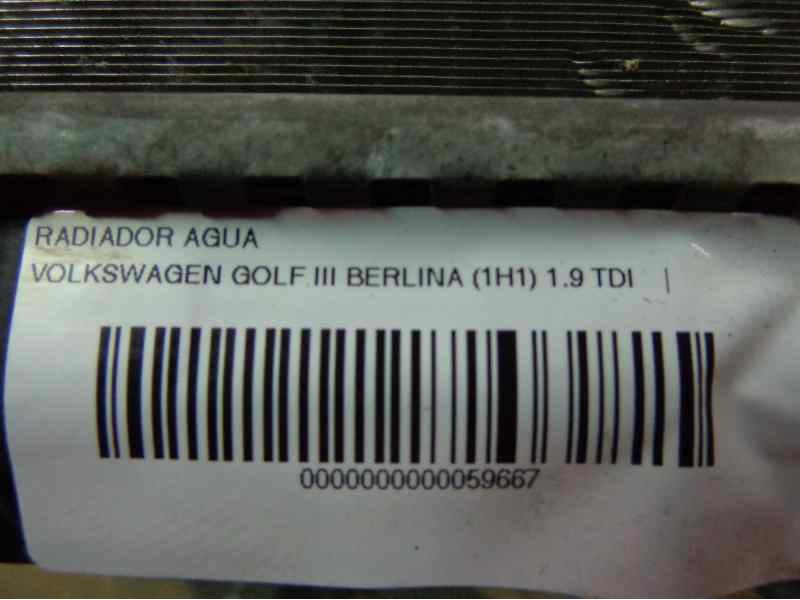 RADIADOR AGUA
VOLKSWAGEN GOLF III BERLINA (1H1) 1.9 TDI |
0000000000059667